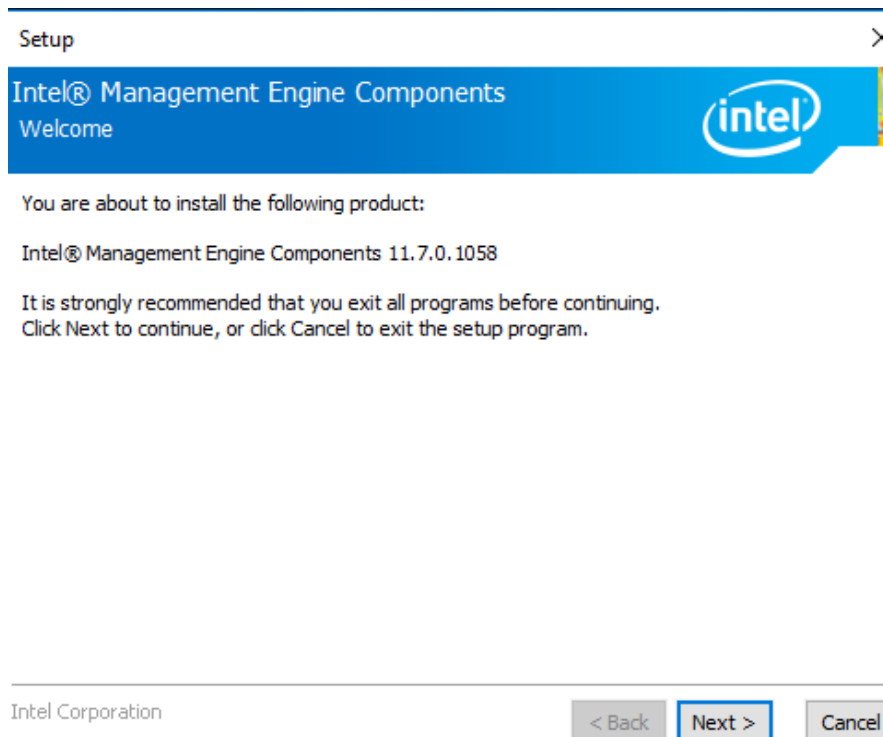 Setup
Intel® Management Engine Components
Welcome
intel
You are about to install the following product:
Intel® Management Engine Components 11.7.0.1058
It is strongly recommended that you exit all programs before continuing.
Click Next to continue, or click Cancel to exit the setup program.
Intel Corporation
< Back Next > Cancel